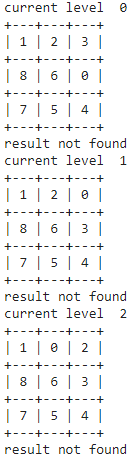 current level  0
+---+---+---+
| 1 | 2 | 3 |
+---+---+---+
| 8 | 6 | 0 |
+---+---+---+
| 7 | 5 | 4 |
+---+---+---+
result not found
current level  1
+---+---+---+
| 1 | 2 | 0 |
+---+---+---+
| 8 | 6 | 3 |
+---+---+---+
| 7 | 5 | 4 |
+---+---+---+
result not found
current level  2
+---+---+---+
| 1 | 0 | 2 |
+---+---+---+
| 8 | 6 | 3 |
+---+---+---+
| 7 | 5 | 4 |
+---+---+---+
result not found